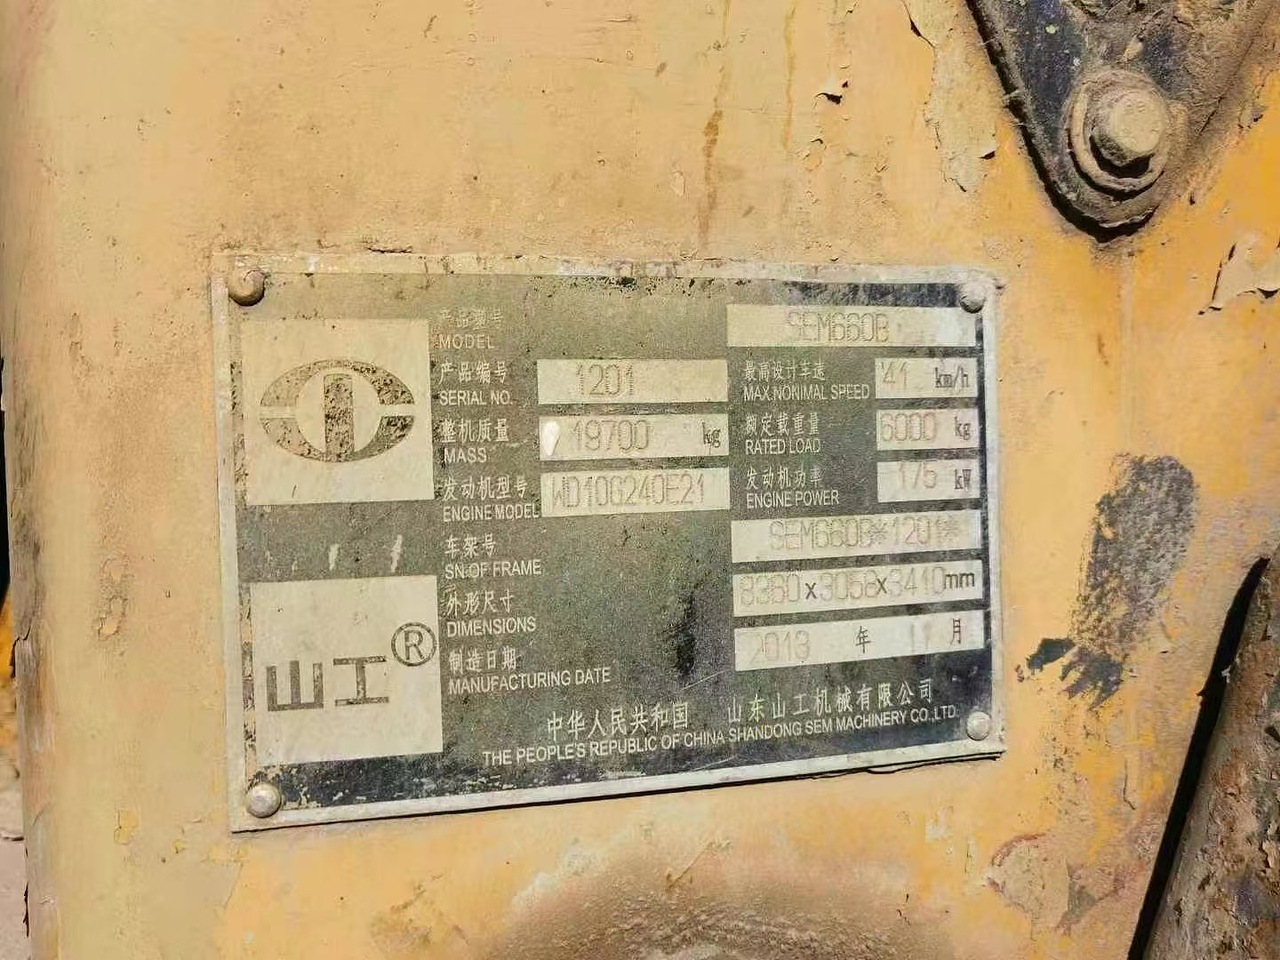 产品型号
MODEL
SEM660B
产品编号
SERIAL NO.
1201
最高设计车速
MAX.NONIMAL SPEED
41 km/h
整机质量
MASS
19700 kg
额定载重量
RATED LOAD
6000 kg
发动机型号
ENGINE MODEL
WD10G240E21
发动机功率
ENGINE POWER
175 kW
车架号
SN.OF FRAME
SEM660B*1201*
外形尺寸
DIMENSIONS
x x3410mm
制造日期
MANUFACTURING DATE
2013 年 11 月
山工®
中华人民共和国 山东山工机械有限公司
THE PEOPLE'S REPUBLIC OF CHINA SHANDONG SEM MACHINERY CO.,LTD.